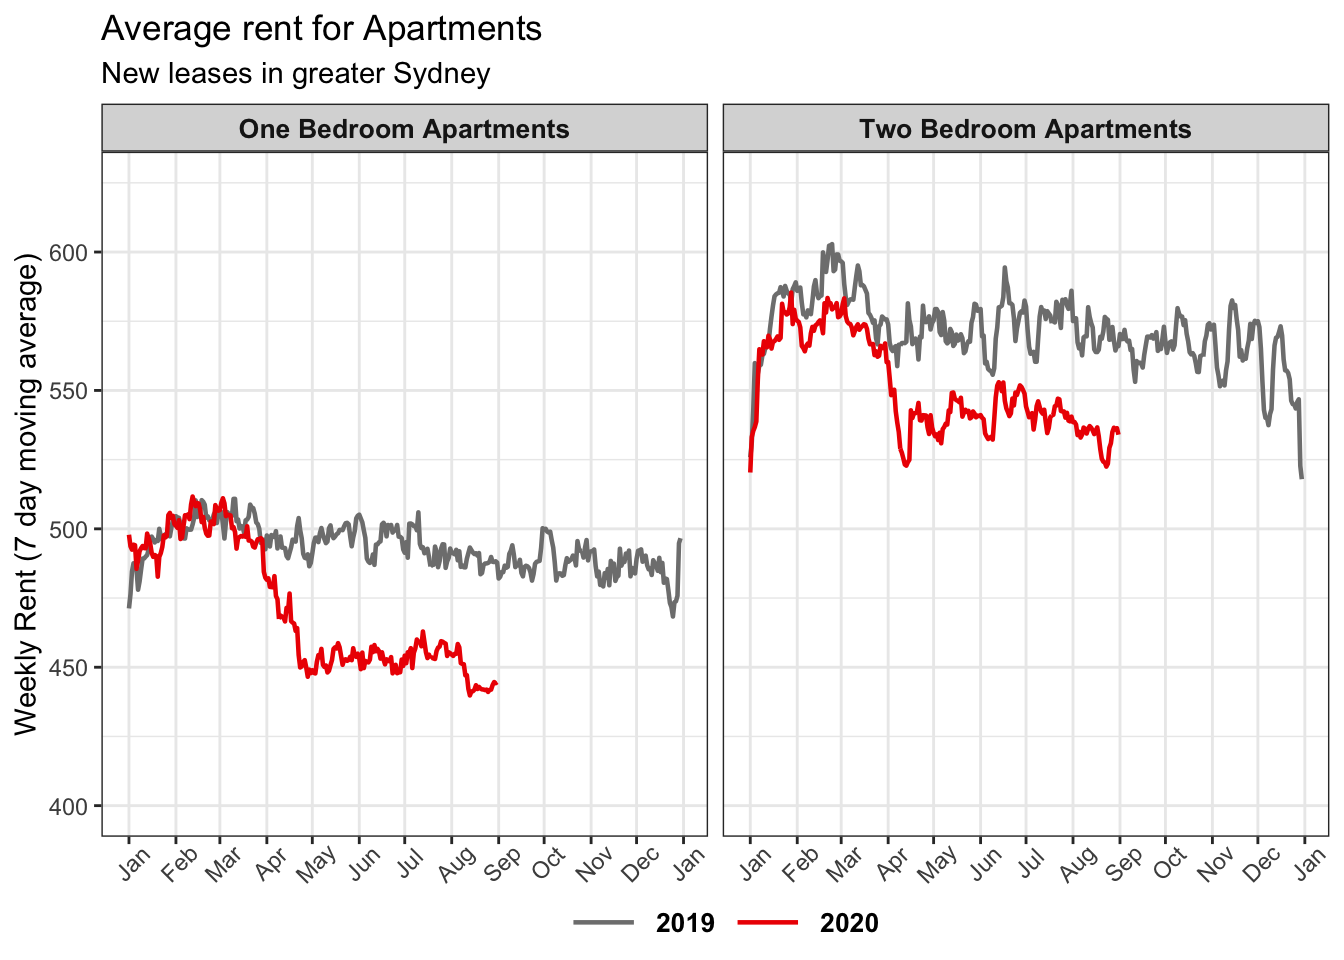 Average rent for Apartments
New leases in greater Sydney
One Bedroom Apartments
Two Bedroom Apartments
Weekly Rent (7 day moving average)
600
550
500
450
400
Jan Feb Mar Apr May Jun Jul Aug Sep Oct Nov Dec Jan
Jan Feb Mar Apr May Jun Jul Aug Sep Oct Nov Dec Jan
2019 2020